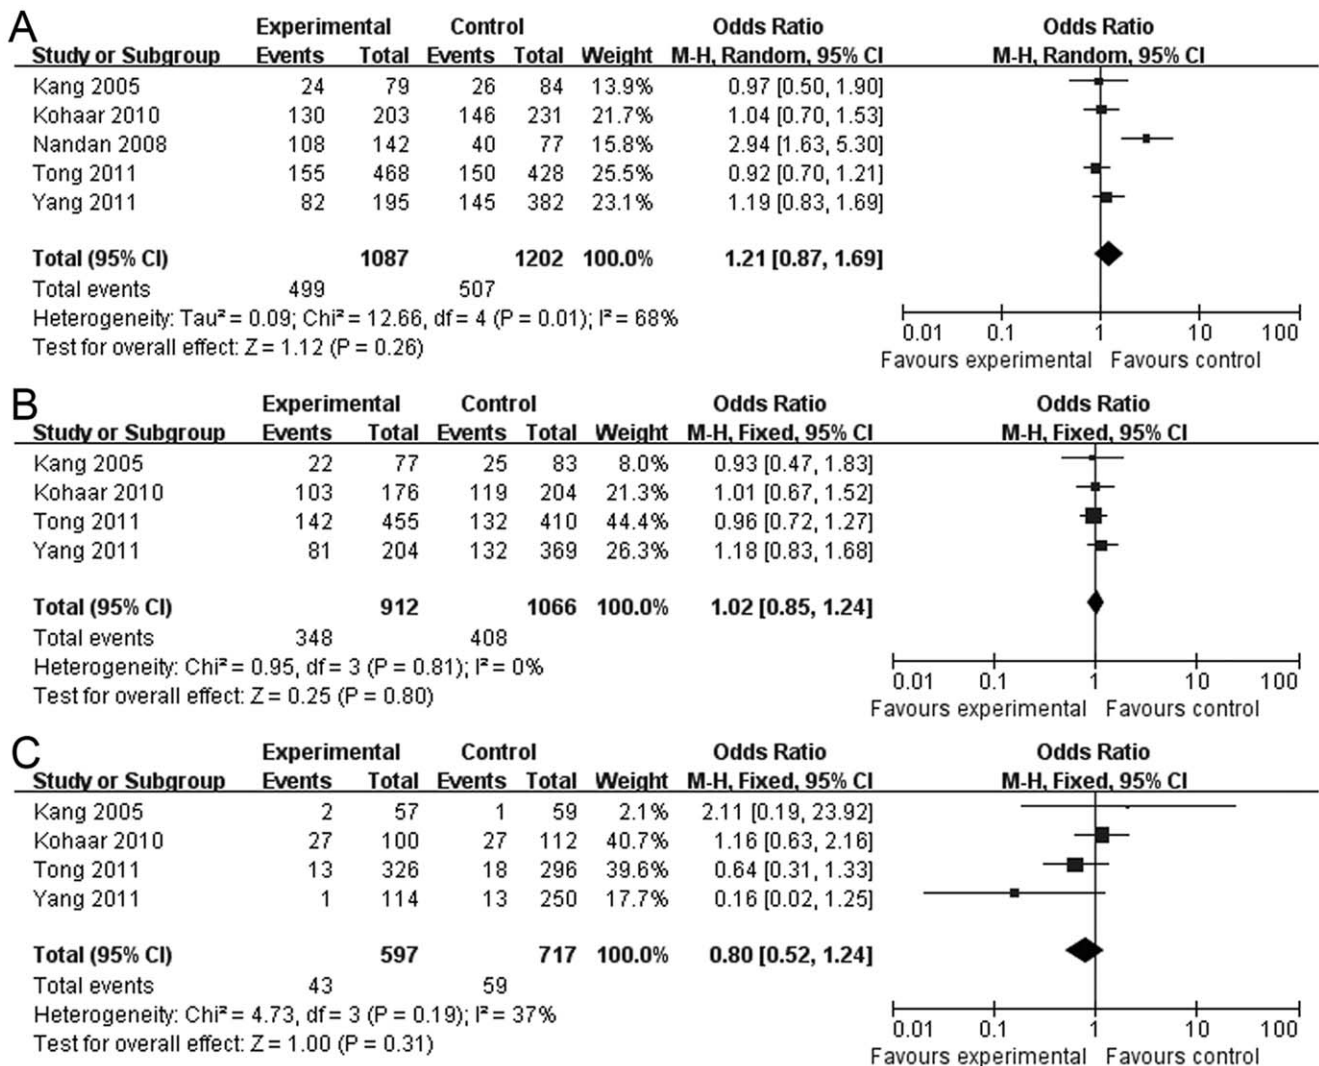 A
Experimental Control Odds Ratio Odds Ratio
Study or Subgroup Events Total Events Total Weight M-H, Random, 95% CI M-H, Random, 95% CI
Kang 2005 24 79 26 84 13.9% 0.97 [0.50, 1.90]
Kohaar 2010 130 203 146 231 21.7% 1.04 [0.70, 1.53]
Nandan 2008 108 142 40 77 15.8% 2.94 [1.63, 5.30]
Tong 2011 155 468 150 428 25.5% 0.92 [0.70, 1.21]
Yang 2011 82 195 145 382 23.1% 1.19 [0.83, 1.69]
Total (95% CI) 1087 1202 100.0% 1.21 [0.87, 1.69]
Total events 499 507
Heterogeneity: Tau² = 0.09; Chi² = 12.66, df = 4 (P = 0.01); I² = 68%
Test for overall effect: Z = 1.12 (P = 0.26)
0.01 0.1 1 10 100
Favours experimental Favours control
B
Experimental Control Odds Ratio Odds Ratio
Study or Subgroup Events Total Events Total Weight M-H, Fixed, 95% CI M-H, Fixed, 95% CI
Kang 2005 22 77 25 83 8.0% 0.93 [0.47, 1.83]
Kohaar 2010 103 176 119 204 21.3% 1.01 [0.67, 1.52]
Tong 2011 142 455 132 410 44.4% 0.96 [0.72, 1.27]
Yang 2011 81 204 132 369 26.3% 1.18 [0.83, 1.68]
Total (95% CI) 912 1066 100.0% 1.02 [0.85, 1.24]
Total events 348 408
Heterogeneity: Chi² = 0.95, df = 3 (P = 0.81); I² = 0%
Test for overall effect: Z = 0.25 (P = 0.80)
0.01 0.1 1 10 100
Favours experimental Favours control
C
Experimental Control Odds Ratio Odds Ratio
Study or Subgroup Events Total Events Total Weight M-H, Fixed, 95% CI M-H, Fixed, 95% CI
Kang 2005 2 57 1 59 2.1% 2.11 [0.19, 23.92]
Kohaar 2010 27 100 27 112 40.7% 1.16 [0.63, 2.16]
Tong 2011 13 326 18 296 39.6% 0.64 [0.31, 1.33]
Yang 2011 1 114 13 250 17.7% 0.16 [0.02, 1.25]
Total (95% CI) 597 717 100.0% 0.80 [0.52, 1.24]
Total events 43 59
Heterogeneity: Chi² = 4.73, df = 3 (P = 0.19); I² = 37%
Test for overall effect: Z = 1.00 (P = 0.31)
0.01 0.1 1 10 100
Favours experimental Favours control